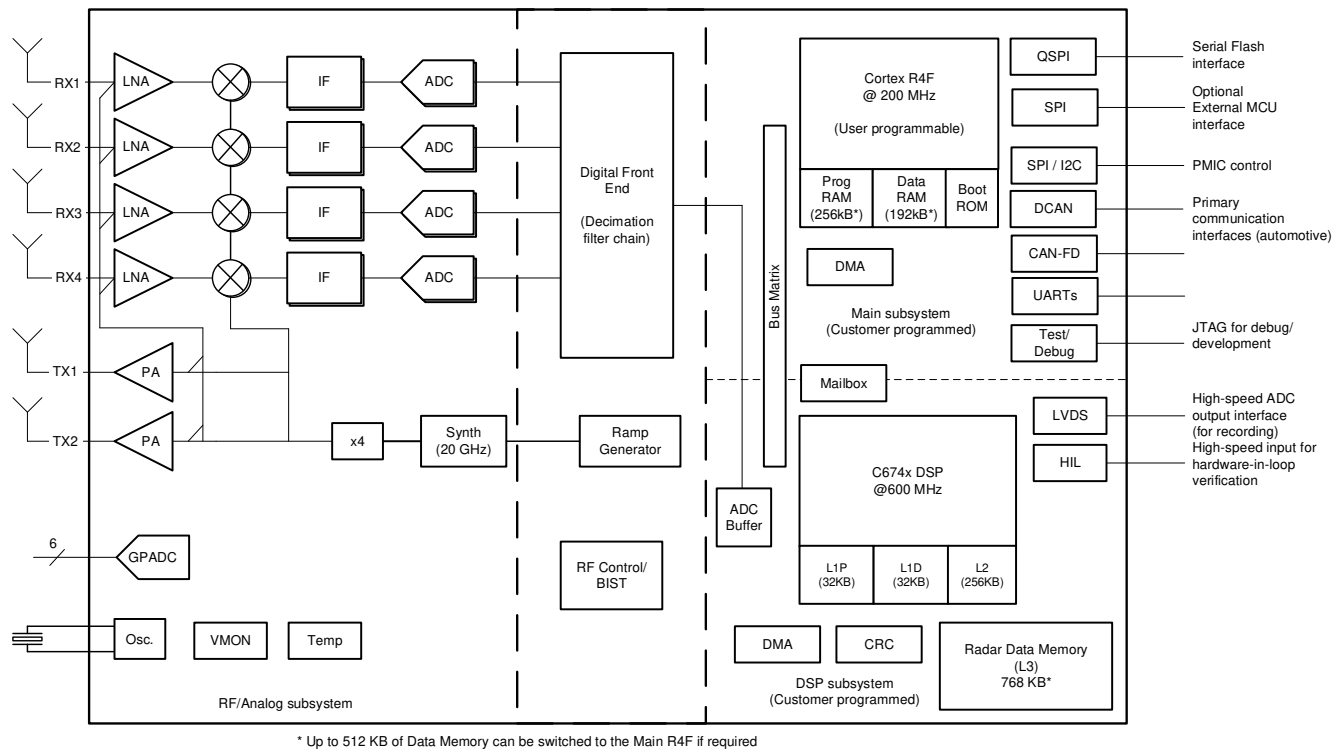 RX1
LNA
IF
ADC
RX2
LNA
IF
ADC
RX3
LNA
IF
ADC
RX4
LNA
IF
ADC
TX1
PA
TX2
PA
x4
Synth
(20 GHz)
Ramp
Generator
Digital Front
End
(Decimation
filter chain)
6
GPADC
RF Control/
BIST
Osc.
VMON
Temp
RF/Analog subsystem
Bus Matrix
Cortex R4F
@ 200 MHz
(User programmable)
Prog
RAM
(256kB*)
Data
RAM
(192kB*)
Boot
ROM
DMA
Main subsystem
(Customer programmed)
Mailbox
QSPI
Serial Flash
interface
SPI
Optional
External MCU
interface
SPI / I2C
PMIC control
DCAN
Primary
communication
interfaces (automotive)
CAN-FD
UARTs
Test/
Debug
JTAG for debug/
development
LVDS
High-speed ADC
output interface
(for recording)
HIL
High-speed input for
hardware-in-loop
verification
ADC
Buffer
C674x DSP
@600 MHz
L1P
(32KB)
L1D
(32KB)
L2
(256KB)
DMA
CRC
Radar Data Memory
(L3)
768 KB*
DSP subsystem
(Customer programmed)
* Up to 512 KB of Data Memory can be switched to the Main R4F if required